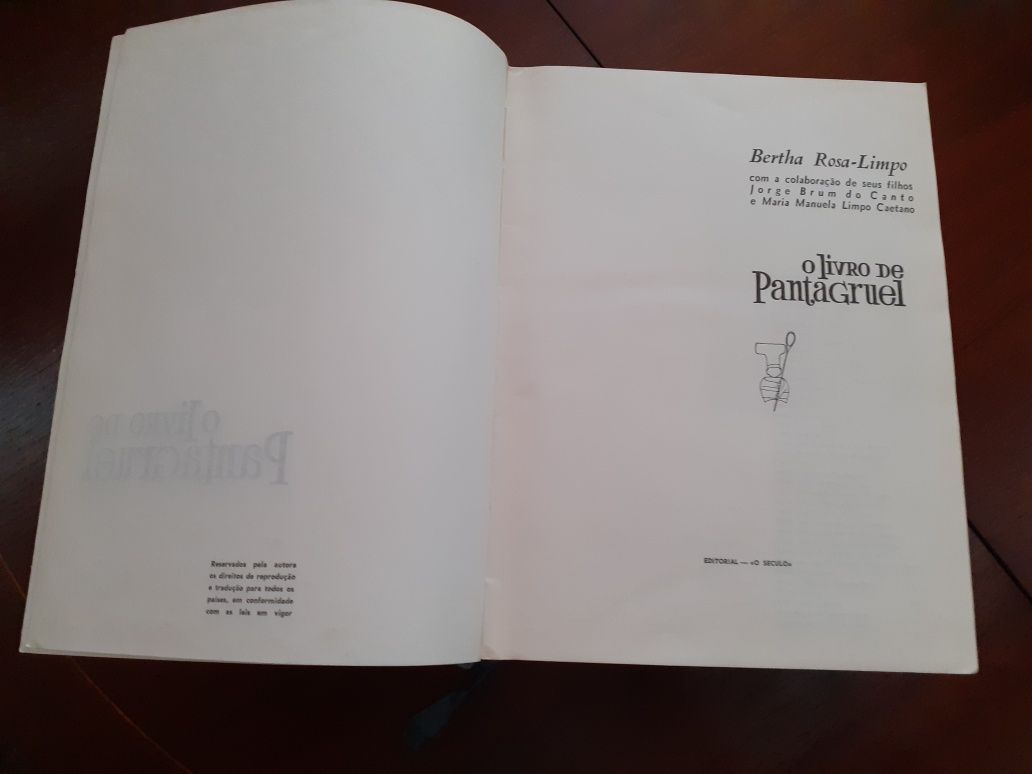 Reservados pela autora
os direitos de reprodução
e tradução para todos os
países, em conformidade
com as leis em vigor
Bertha Rosa-Limpo
com a colaboração de seus filhos
Jorge Brum do Canto
e Maria Manuela Limpo Caetano
O LIVRO DE
PANTAGRUEL
EDITORIAL — «O SECULO»